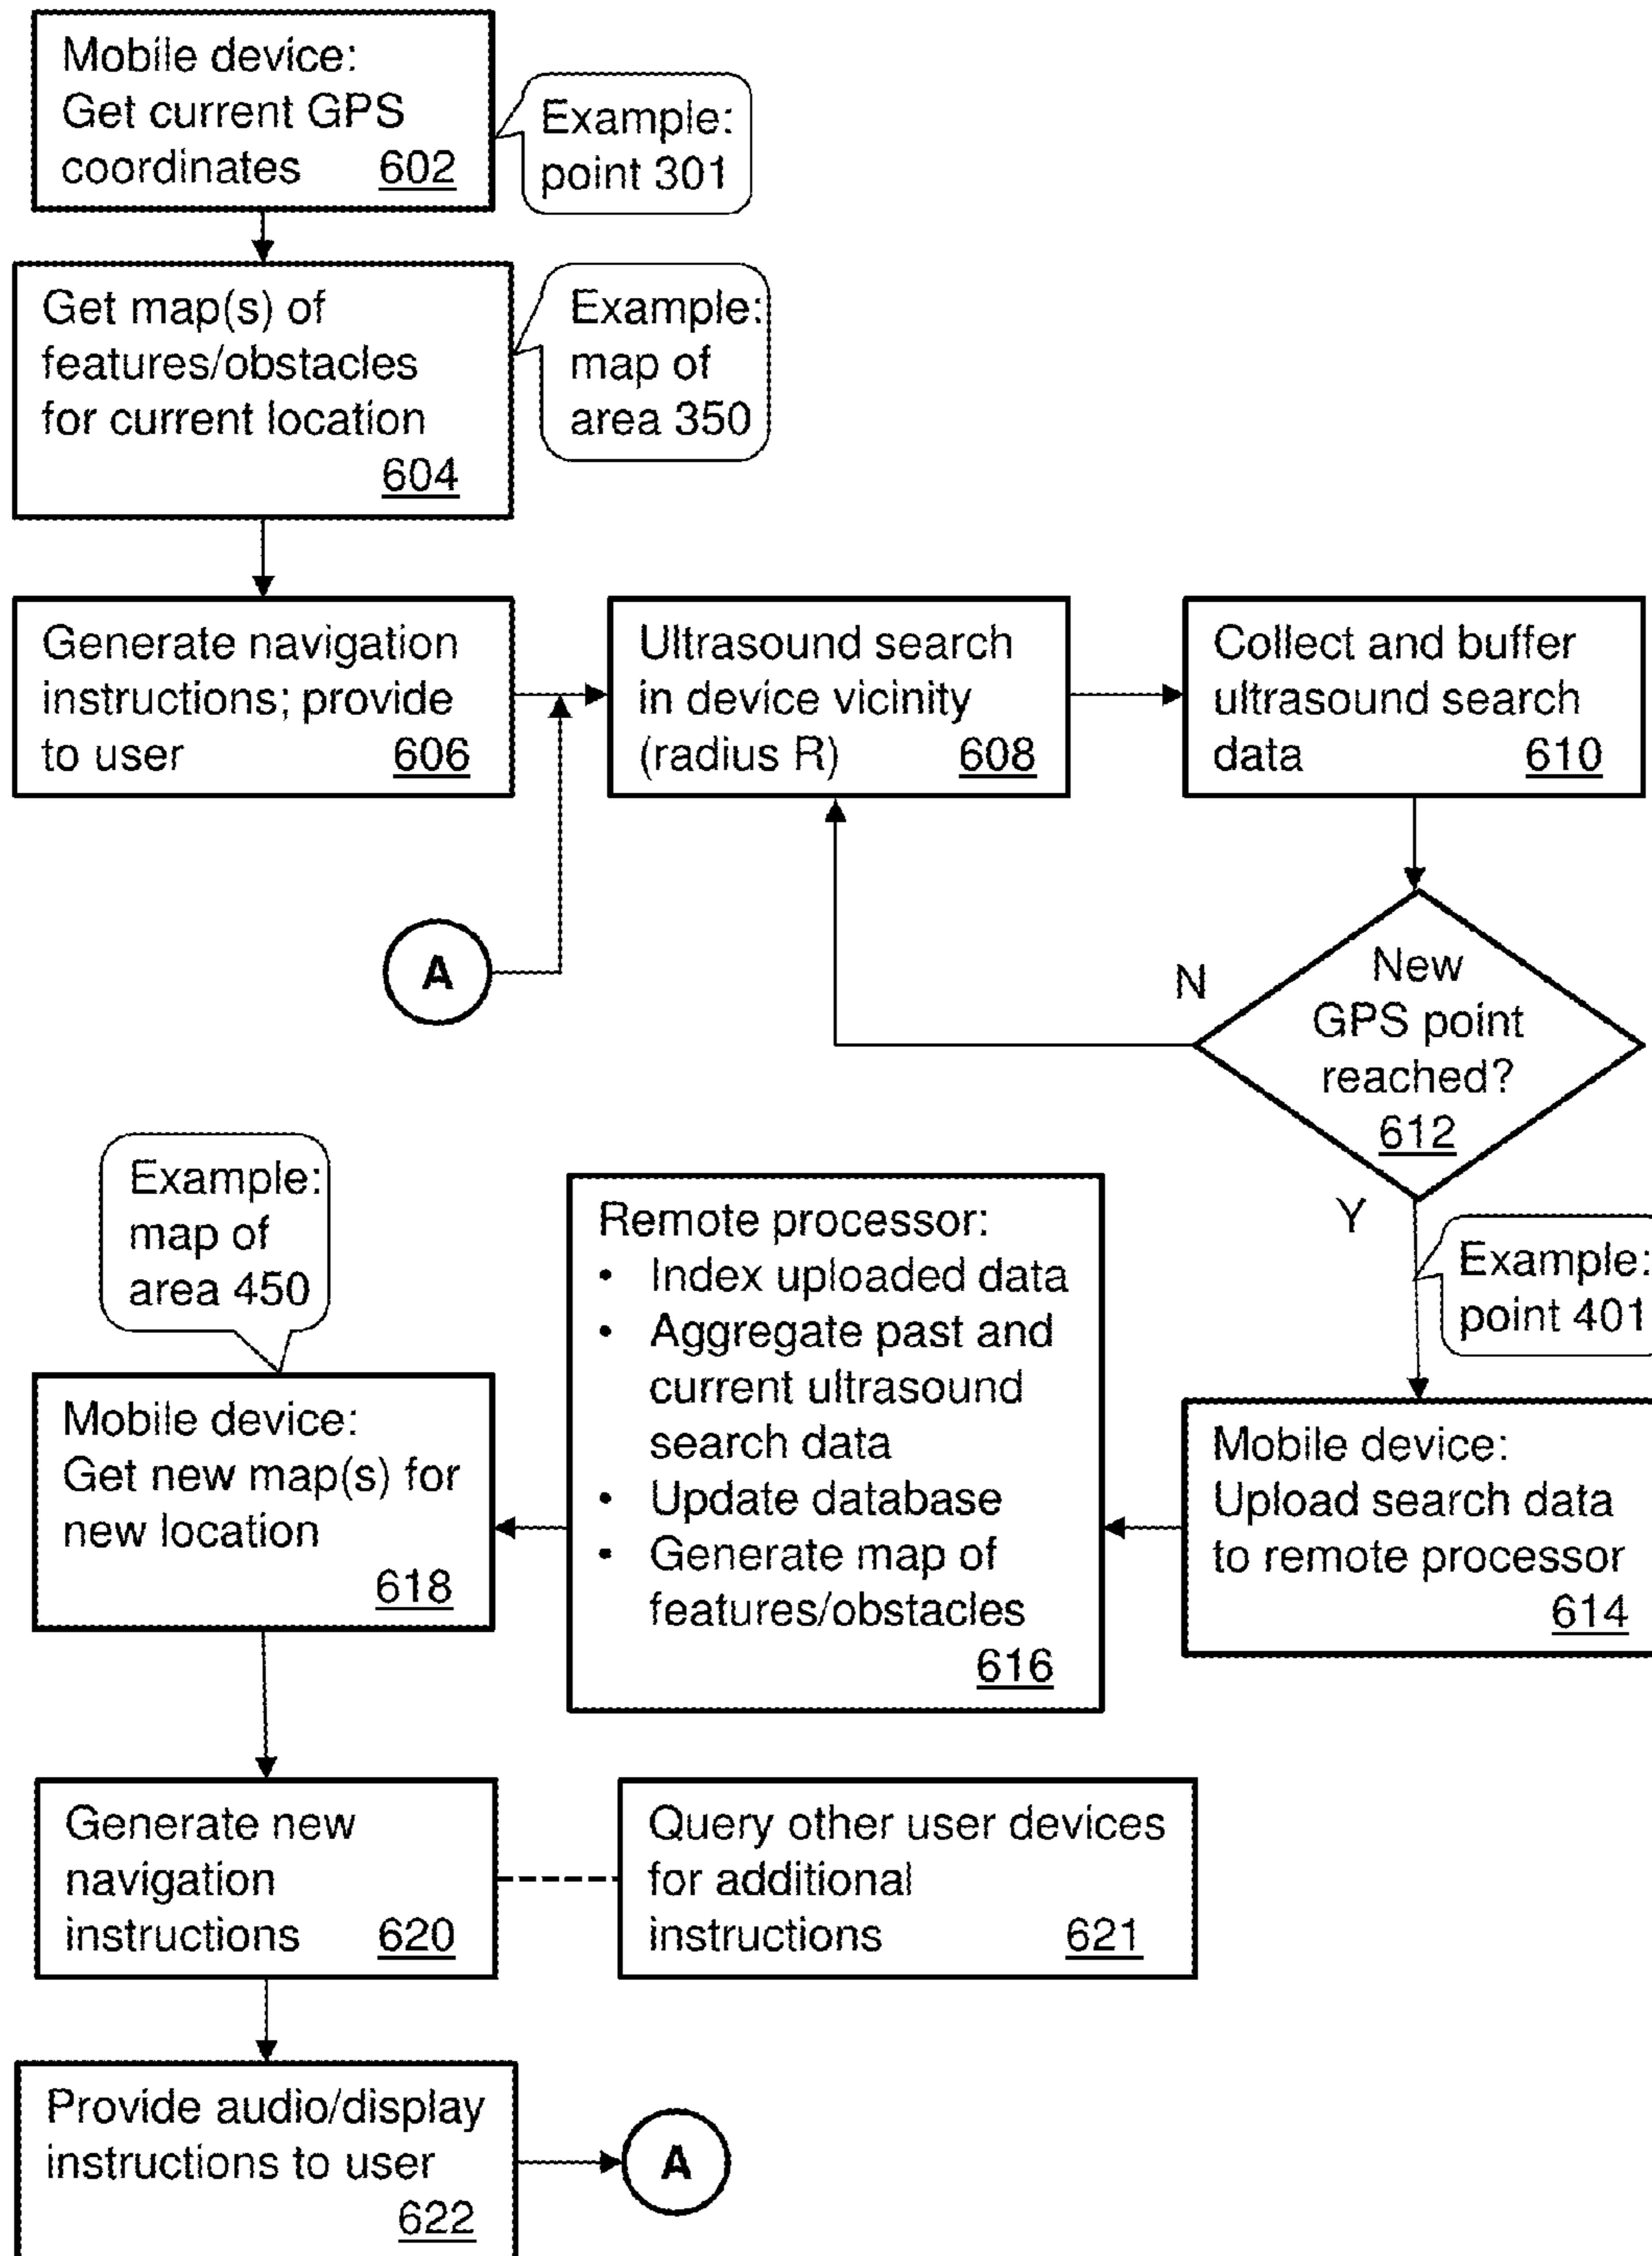 Mobile device:
Get current GPS
coordinates 602
Example:
point 301
Get map(s) of
features/obstacles
for current location
604
Example:
map of
area 350
Generate navigation
instructions; provide
to user 606
Ultrasound search
in device vicinity
(radius R) 608
Collect and buffer
ultrasound search
data 610
A
N
New
GPS point
reached?
612
Y
Example:
point 401
Mobile device:
Upload search data
to remote processor
614
Remote processor:
• Index uploaded data
• Aggregate past and
current ultrasound
search data
• Update database
• Generate map of
features/obstacles
616
Example:
map of
area 450
Mobile device:
Get new map(s) for
new location
618
Generate new
navigation
instructions 620
Query other user devices
for additional
instructions 621
Provide audio/display
instructions to user
622
A